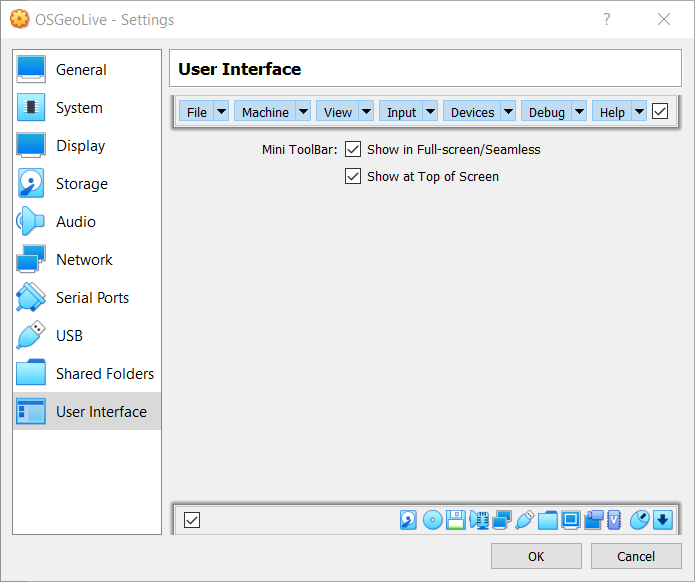 OSGeoLive - Settings
?
General
System
Display
Storage
Audio
Network
Serial Ports
USB
Shared Folders
User Interface
User Interface
File Machine View Input Devices Debug Help
Mini ToolBar: Show in Full-screen/Seamless
Show at Top of Screen
V
OK Cancel